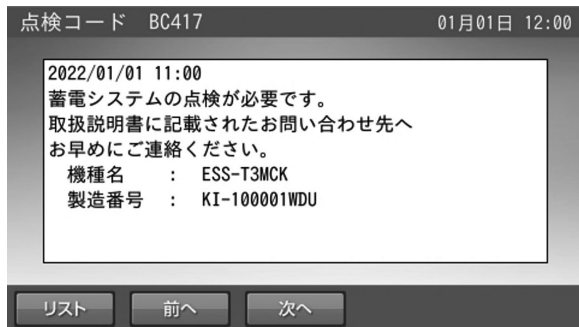 点検コード BC417 01月01日 12:00
2022/01/01 11:00
蓄電システムの点検が必要です。
取扱説明書に記載されたお問い合わせ先へ
お早めにご連絡ください。
機種名 : ESS-T3MCK
製造番号 : KI-100001WDU
リスト 前へ 次へ